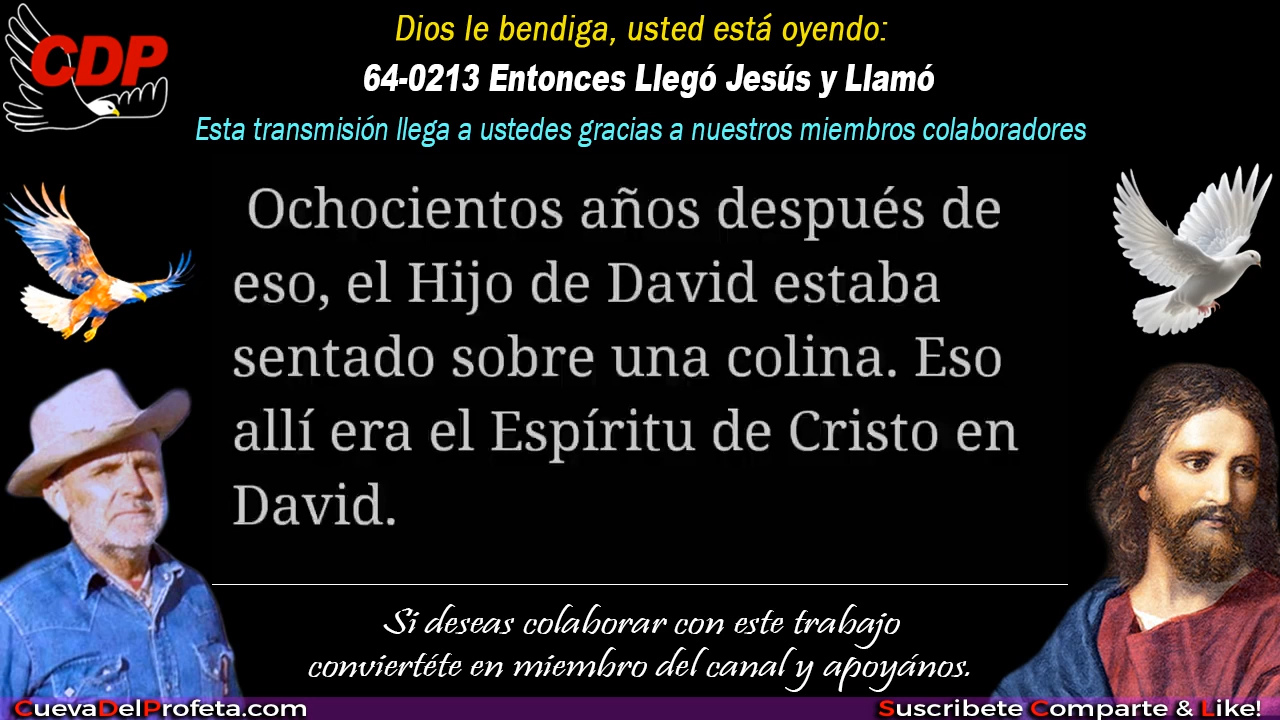 CDP
Dios le bendiga, usted está oyendo:
64-0213 Entonces Llegó Jesús y Llamó
Esta transmisión llega a ustedes gracias a nuestros miembros colaboradores
Ochocientos años después de
eso, el Hijo de David estaba
sentado sobre una colina. Eso
allí era el Espíritu de Cristo en
David.
Si deseas colaborar con este trabajo
conviertéte en miembro del canal y apoyános.
CuevaDelProfeta.com
Suscribete Comparte & Like!